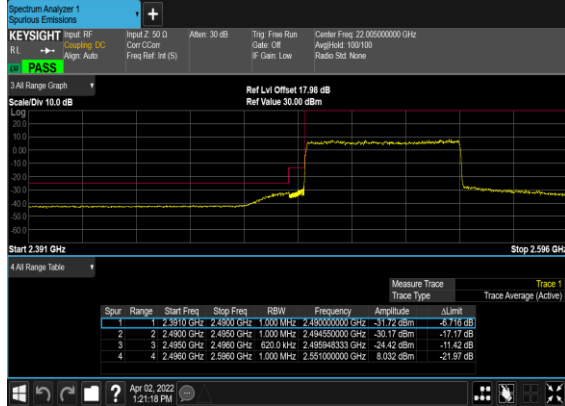 Spectrum Analyzer 1
Spurious Emissions
+
KEYSIGHT Input: RF Input Z: 50 Ω Atten: 30 dB Trig: Free Run Center Freq: 22.005000000 GHz
RL Coupling: DC Corr CCorr Gate: Off Avg|Hold: 100/100
Align: Auto Freq Ref: Int (S) IF Gain: Low Radio Std: None
PASS
3 All Range Graph
Ref Lvl Offset 17.98 dB
Scale/Div 10.0 dB Ref Value 30.00 dBm
Log
20.0
10.0
0.00
-10.0
-20.0
-30.0
-40.0
-50.0
-60.0
Start 2.391 GHz Stop 2.596 GHz
4 All Range Table
Measure Trace Trace 1
Trace Type Trace Average (Active)
Spur Range Start Freq Stop Freq RBW Frequency Amplitude ΔLimit
1 1 2.3910 GHz 2.4900 GHz 1.000 MHz 2.490000000 GHz -31.72 dBm -6.716 dB
2 2 2.4900 GHz 2.4950 GHz 1.000 MHz 2.494550000 GHz -30.17 dBm -17.17 dB
3 3 2.4950 GHz 2.4960 GHz 620.0 kHz 2.495948333 GHz -24.42 dBm -11.42 dB
4 4 2.4960 GHz 2.5960 GHz 1.000 MHz 2.551000000 GHz 8.032 dBm -21.97 dB
? Apr 02, 2022
1:21:18 PM